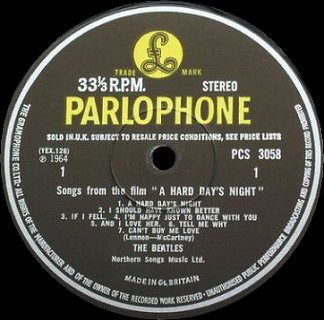 TRADE MARK
33⅓ R.P.M. STEREO
PARLOPHONE
SOLD IN U.K. SUBJECT TO RESALE PRICE CONDITIONS, SEE PRICE LISTS
(YEX.126) PCS 3058
℗ 1964
1 1
Songs from the film "A HARD DAY'S NIGHT"
1. A HARD DAY'S NIGHT
2. I SHOULD HAVE KNOWN BETTER
3. IF I FELL. 4. I'M HAPPY JUST TO DANCE WITH YOU
5. AND I LOVE HER. 6. TELL ME WHY
7. CAN'T BUY ME LOVE
(Lennon—McCartney)
THE BEATLES
Northern Songs Music Ltd.
MADE IN GT. BRITAIN
THE GRAMOPHONE CO LTD. ALL RIGHTS OF THE MANUFACTURER AND OF THE OWNER OF THE RECORDED WORK RESERVED. UNAUTHORISED PUBLIC PERFORMANCE, BROADCASTING AND COPYING OF THIS RECORD PROHIBITED